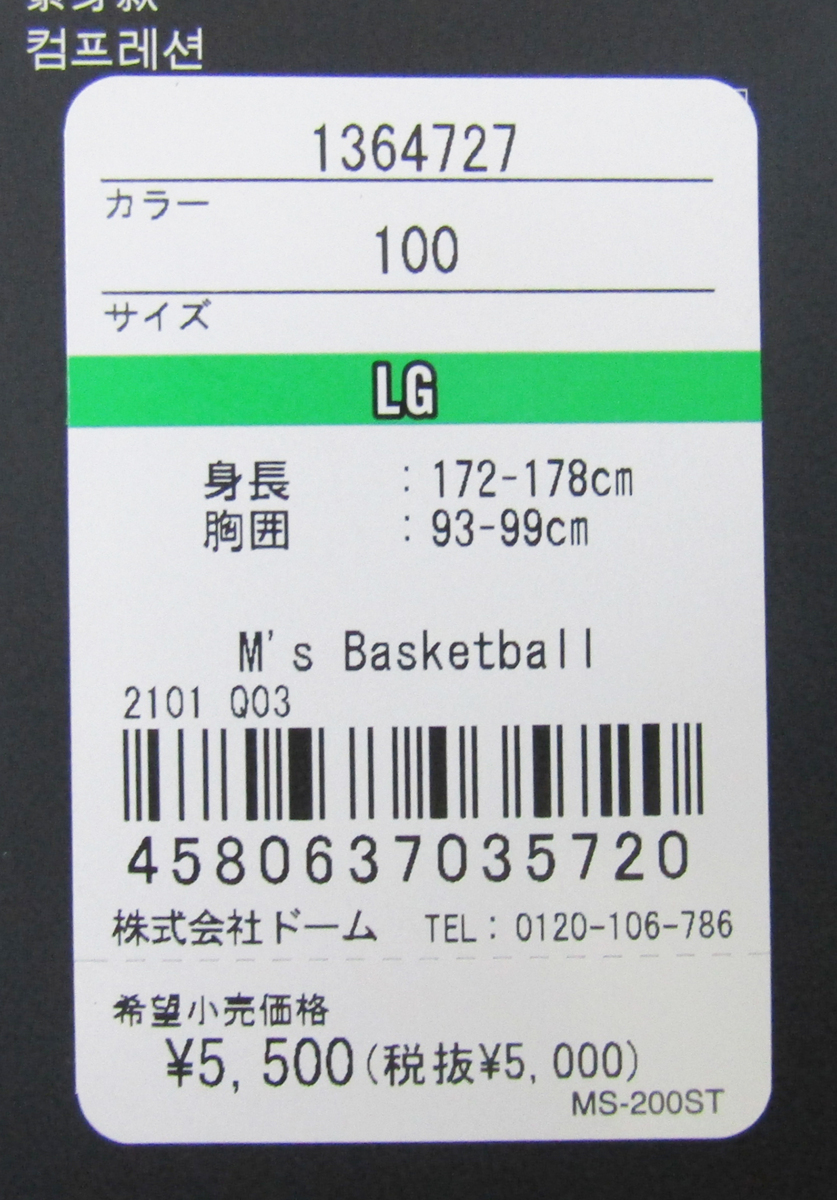 컴프레션
1364727
カラー
100
サイズ
LG
身長 : 172-178cm
胸囲 : 93-99cm
M's Basketball
2101 Q03
4580637035720
株式会社ドーム TEL: 0120-106-786
希望小売価格
¥5,500(税抜¥5,000)
MS-200ST